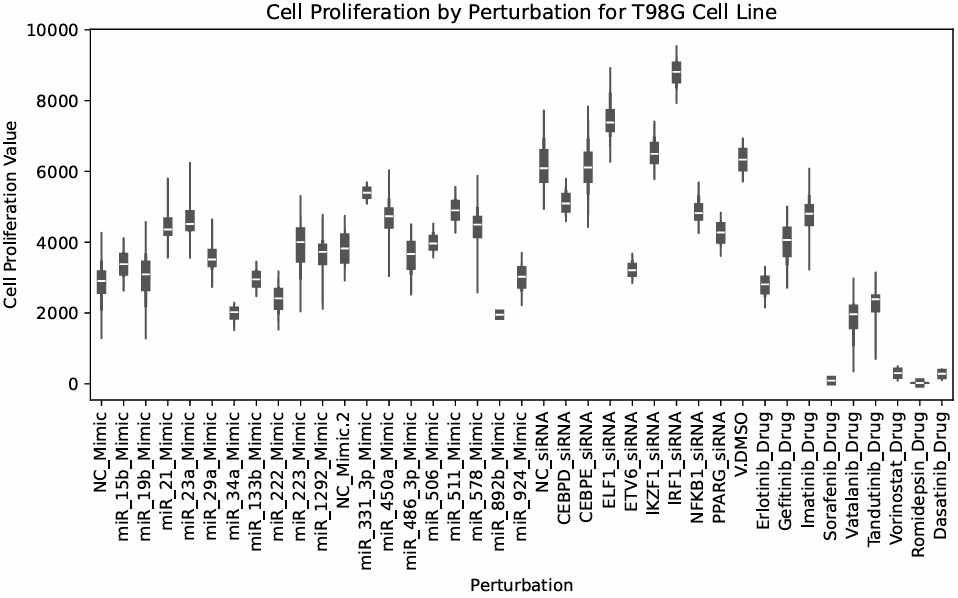 Cell Proliferation by Perturbation for T98G Cell Line
Cell Proliferation Value
10000
8000
6000
4000
2000
0
NC_Mimic
miR_15b_Mimic
miR_19b_Mimic
miR_21_Mimic
miR_23a_Mimic
miR_29a_Mimic
miR_34a_Mimic
miR_133b_Mimic
miR_222_Mimic
miR_223_Mimic
miR_1292_Mimic
NC_Mimic.2
miR_331_3p_Mimic
miR_450a_Mimic
miR_486_3p_Mimic
miR_506_Mimic
miR_511_Mimic
miR_578_Mimic
miR_892b_Mimic
miR_924_Mimic
NC_siRNA
CEBPD_siRNA
CEBPE_siRNA
ELF1_siRNA
ETV6_siRNA
IKZF1_siRNA
IRF1_siRNA
NFKB1_siRNA
PPARG_siRNA
V.DMSO
Erlotinib_Drug
Gefitinib_Drug
Imatinib_Drug
Sorafenib_Drug
Vatalanib_Drug
Tandutinib_Drug
Vorinostat_Drug
Romidepsin_Drug
Dasatinib_Drug
Perturbation